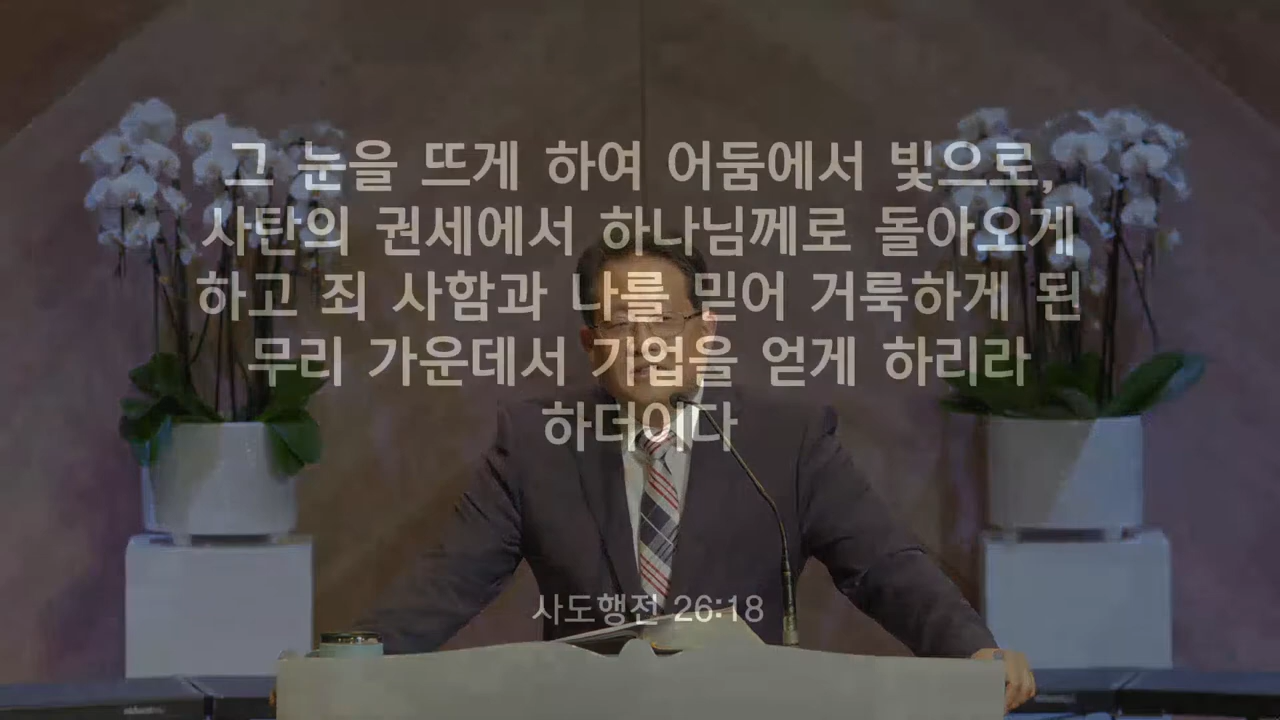 그 눈을 뜨게 하여 어둠에서 빛으로,
사탄의 권세에서 하나님께로 돌아오게
하고 죄 사함과 나를 믿어 거룩하게 된
무리 가운데서 기업을 얻게 하리라
하더이다
사도행전 26:18